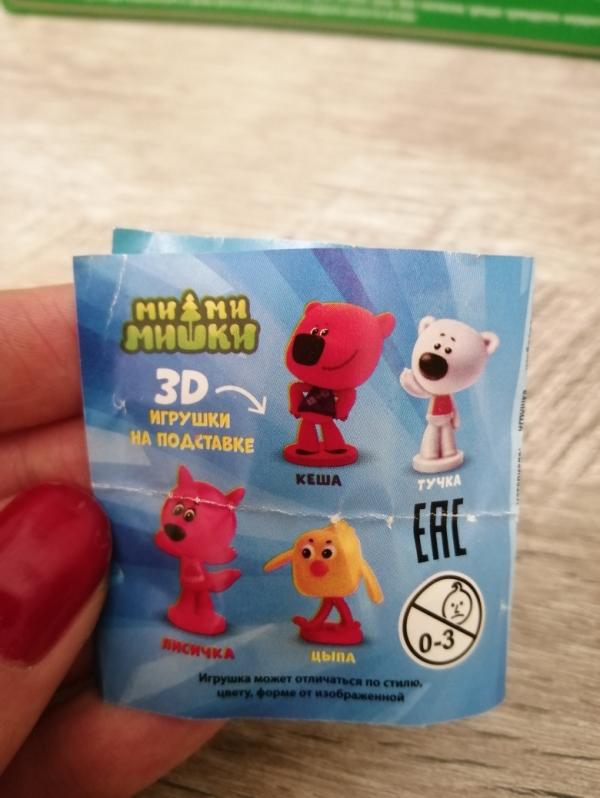 МИ МИ
МИШКИ
3D
ИГРУШКИ
НА ПОДСТАВКЕ
КЕША
ТУЧКА
ЕАС
ЛИСИЧКА
ЦЫПА
0-3
Игрушка может отличаться по стилю,
цвету, форме от изображенной